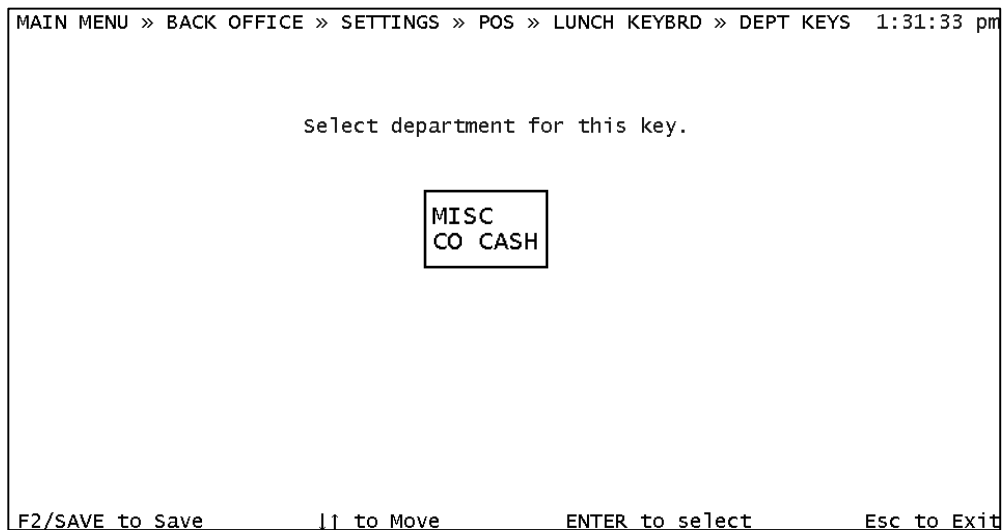 MAIN MENU » BACK OFFICE » SETTINGS » POS » LUNCH KEYBRD » DEPT KEYS 1:31:33 pm
Select department for this key.
MISC
CO CASH
F2/SAVE to Save ↓↑ to Move ENTER to select Esc to Exit